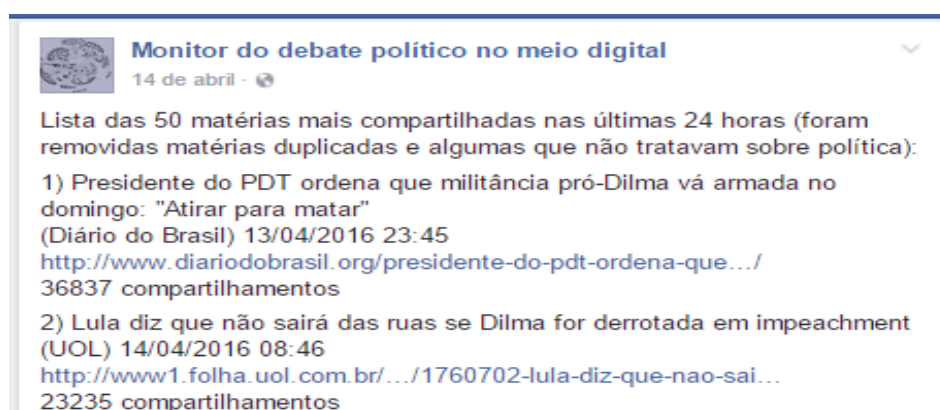 Monitor do debate político no meio digital
14 de abril ·
Lista das 50 matérias mais compartilhadas nas últimas 24 horas (foram
removidas matérias duplicadas e algumas que não tratavam sobre política):
1) Presidente do PDT ordena que militância pró-Dilma vá armada no
domingo: "Atirar para matar"
(Diário do Brasil) 13/04/2016 23:45
http://www.diariodobrasil.org/presidente-do-pdt-ordena-que.../
36837 compartilhamentos
2) Lula diz que não sairá das ruas se Dilma for derrotada em impeachment
(UOL) 14/04/2016 08:46
http://www1.folha.uol.com.br/.../1760702-lula-diz-que-nao-sai...
23235 compartilhamentos